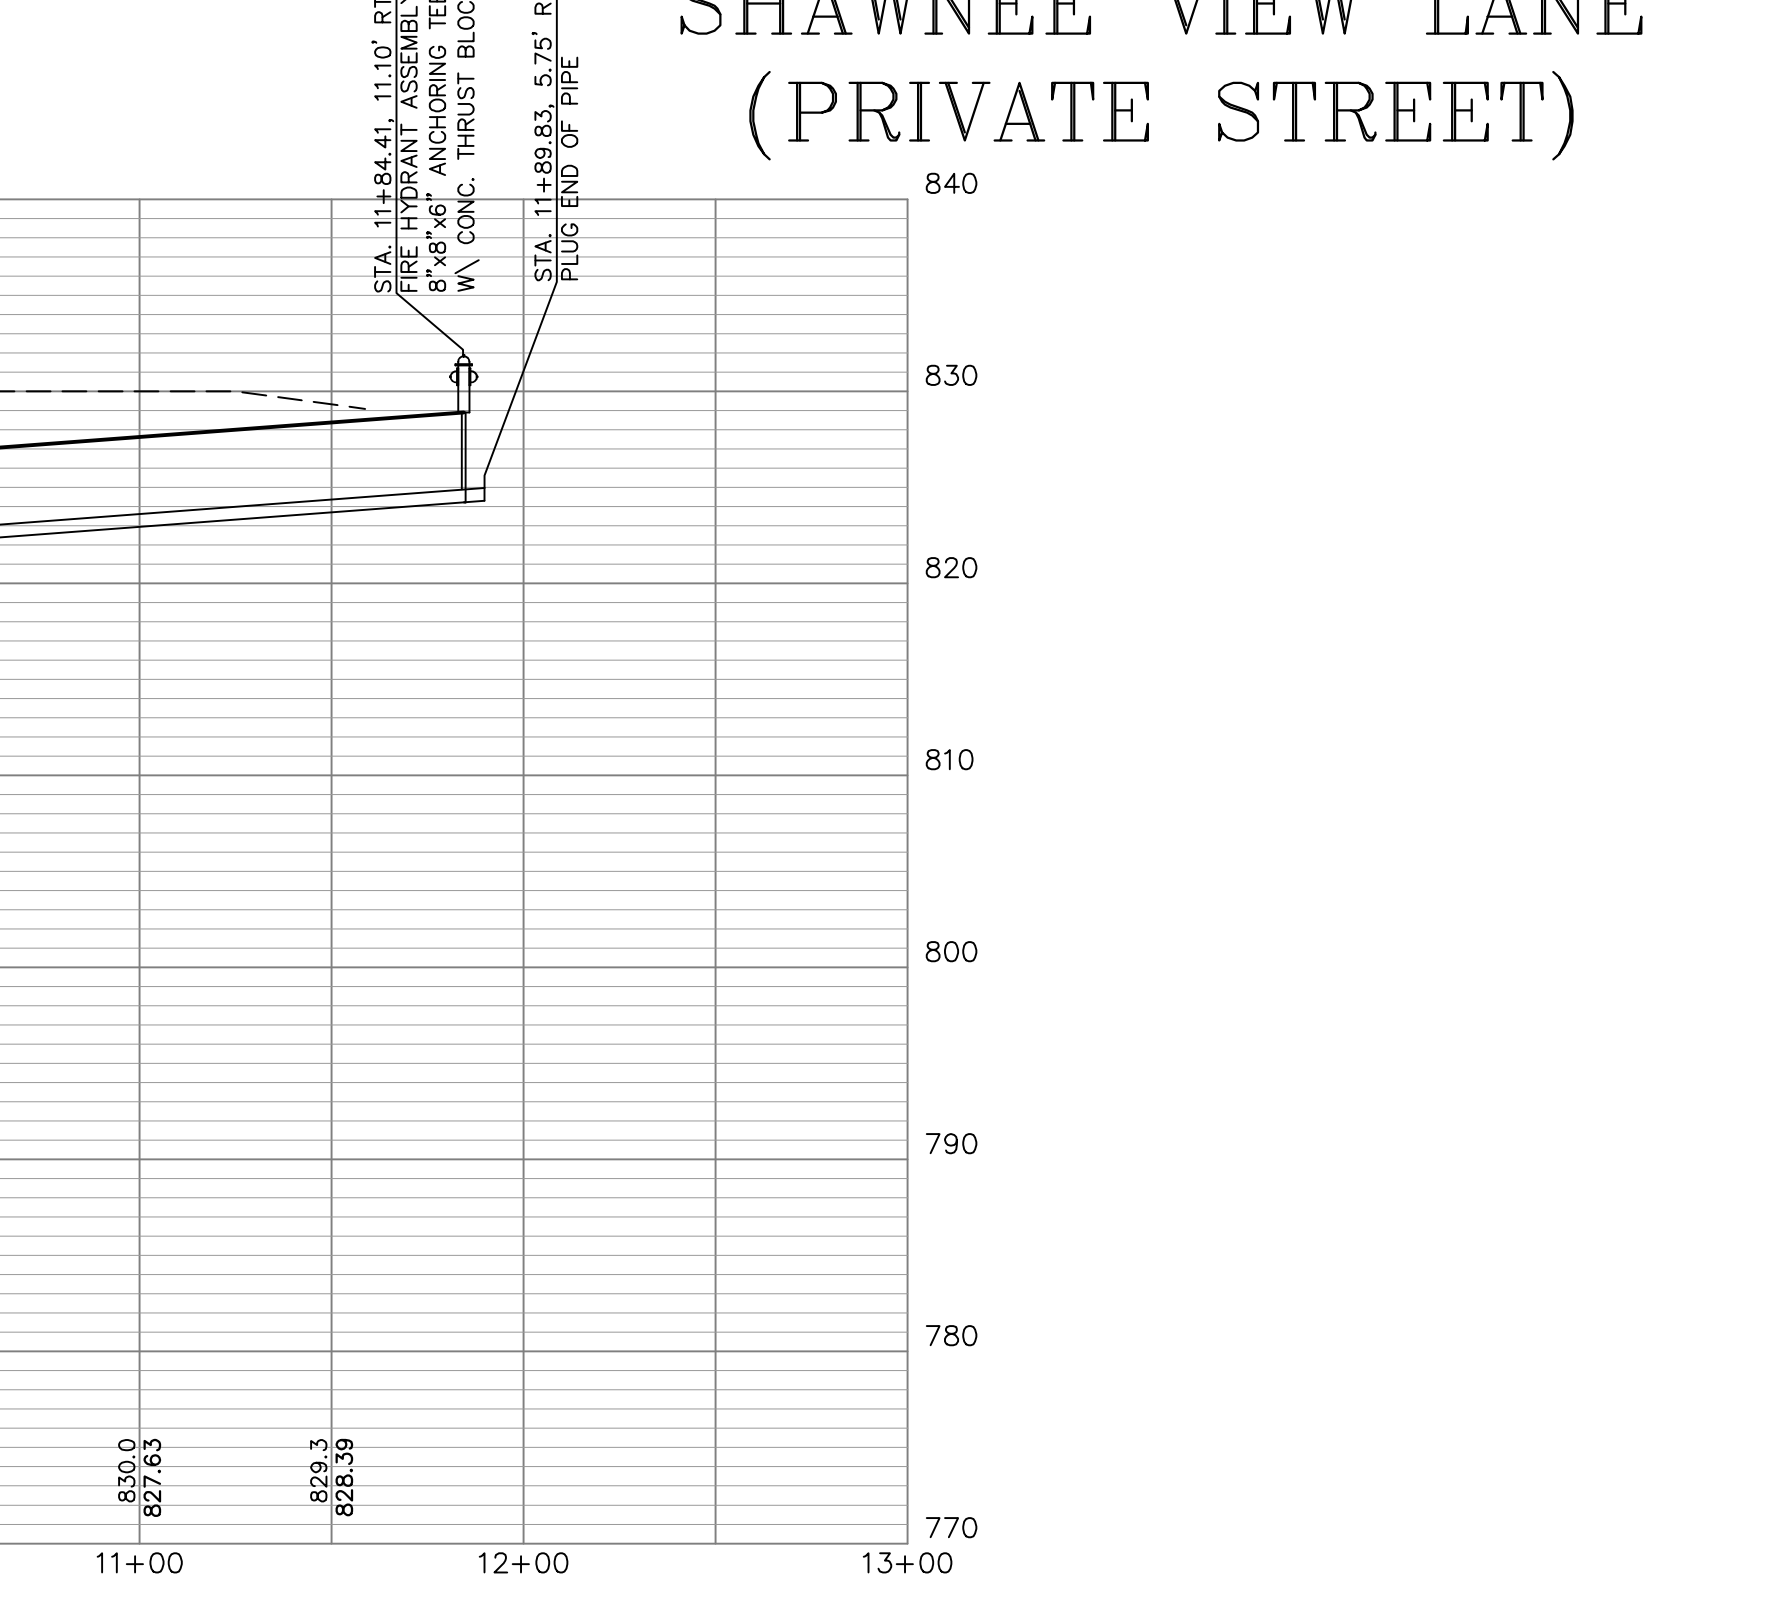 SHAWNEE VIEW LANE
(PRIVATE STREET)
STA. 11+84.41, 11.10' RT
FIRE HYDRANT ASSEMBLY
8"x8"x6" ANCHORING TEE
W\ CONC. THRUST BLOC
STA. 11+89.83, 5.75' R
PLUG END OF PIPE
840
830
820
810
800
790
780
770
830.0
827.63
829.3
828.39
11+00
12+00
13+00